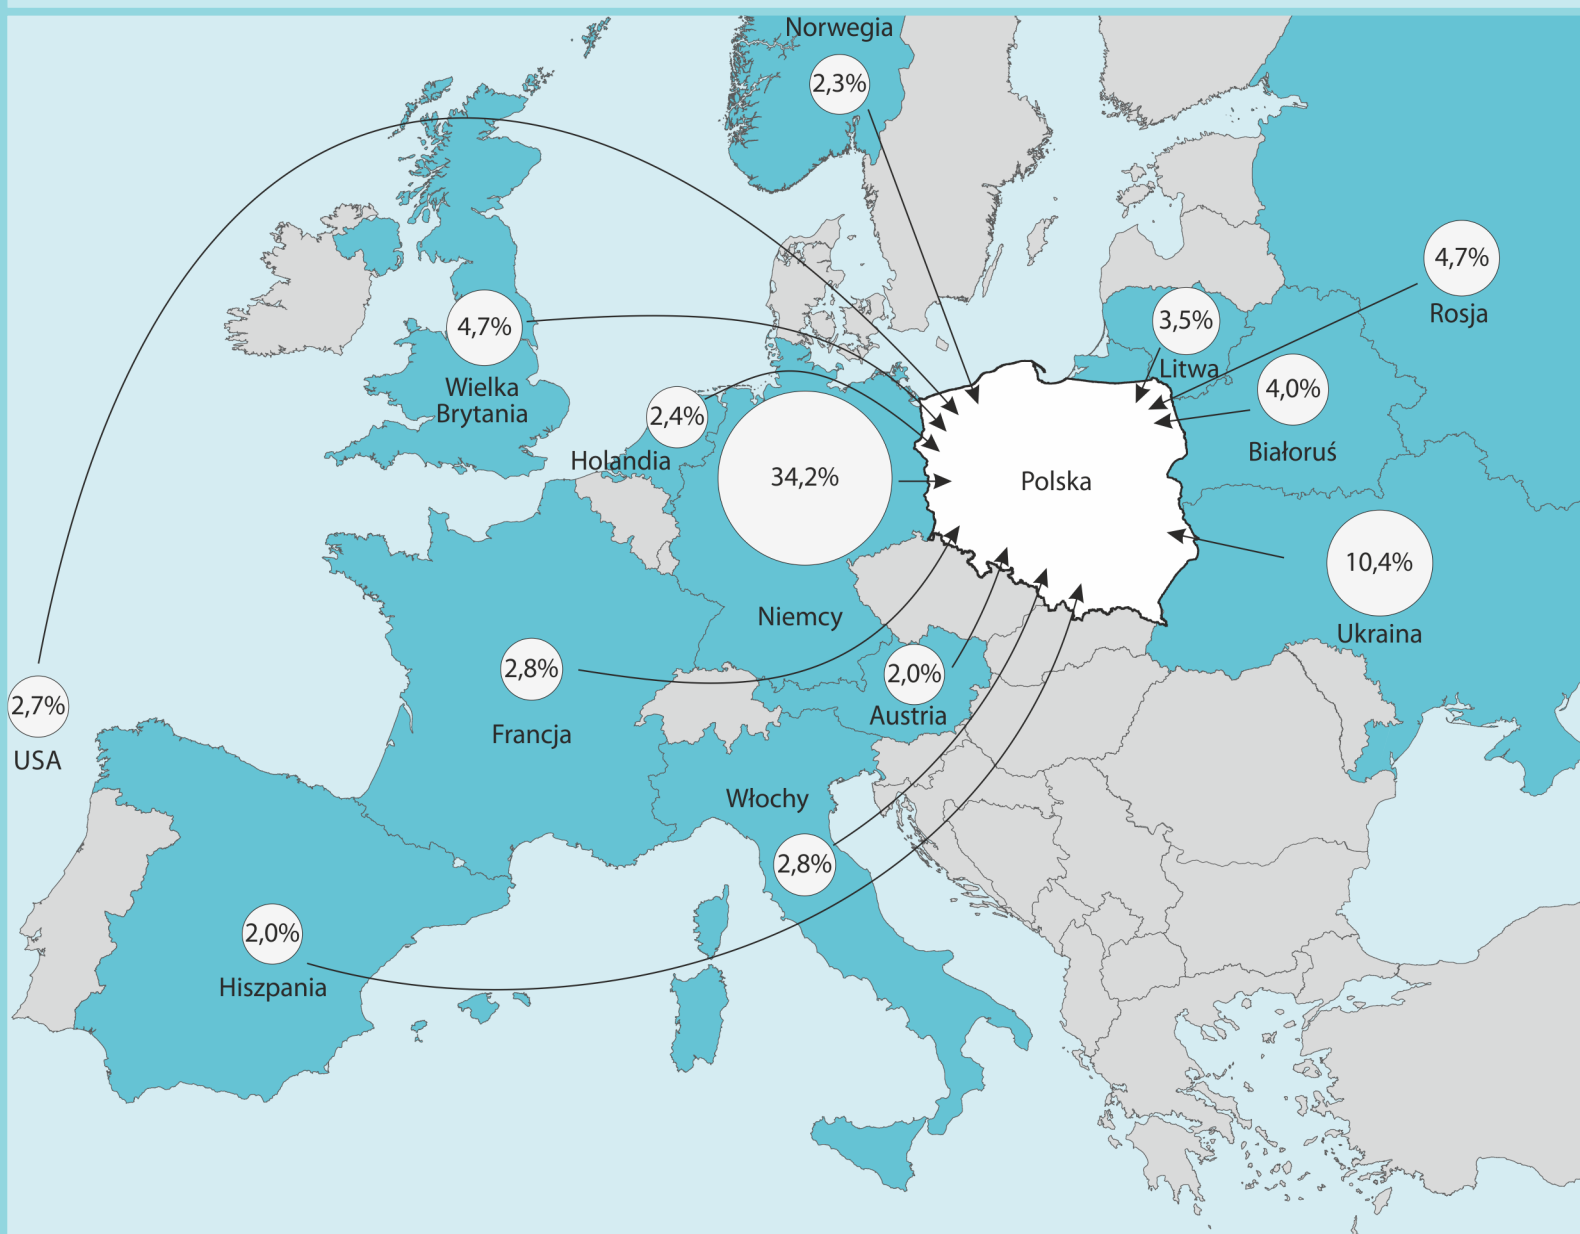 Norwegia
2,3%
4,7%
Rosja
3,5%
Litwa
4,7%
Wielka
Brytania
4,0%
Białoruś
2,4%
Holandia
34,2%
Niemcy
Polska
10,4%
Ukraina
2,8%
Francja
2,0%
Austria
2,7%
USA
Włochy
2,8%
2,0%
Hiszpania